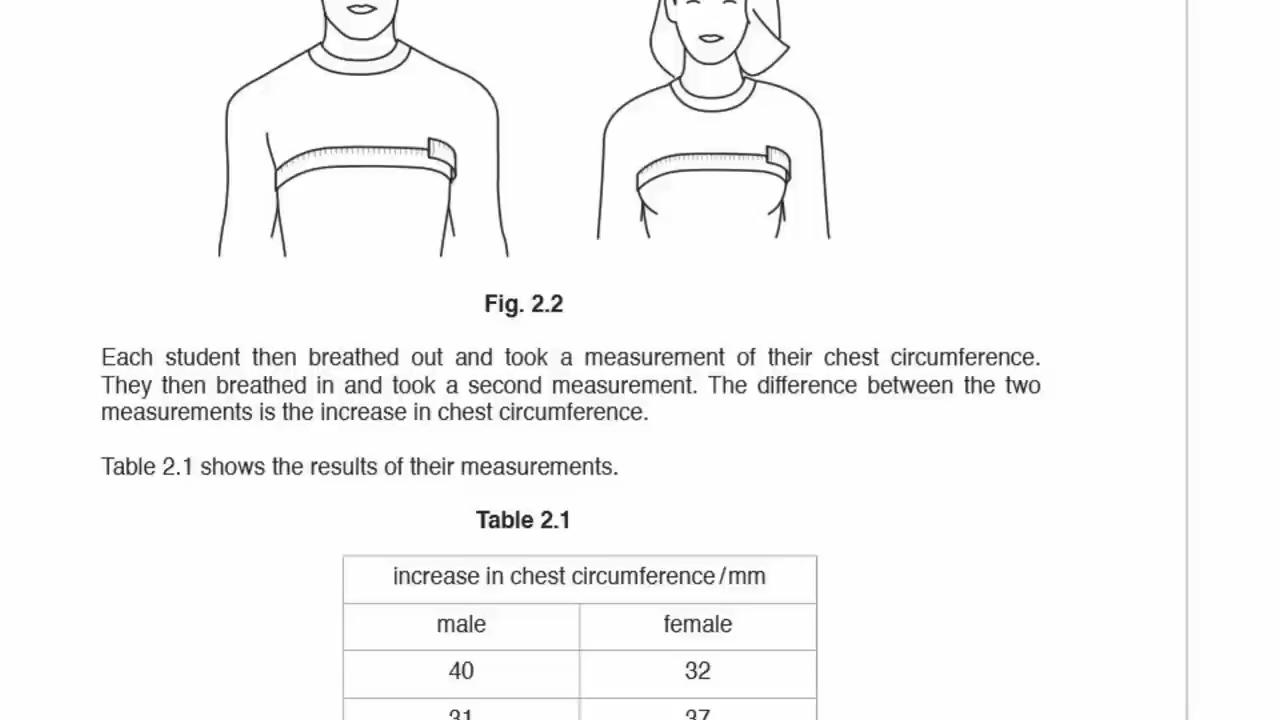 Fig. 2.2
Each student then breathed out and took a measurement of their chest circumference.
They then breathed in and took a second measurement. The difference between the two
measurements is the increase in chest circumference.
Table 2.1 shows the results of their measurements.
Table 2.1
increase in chest circumference/mm
male female
40 32
31 37